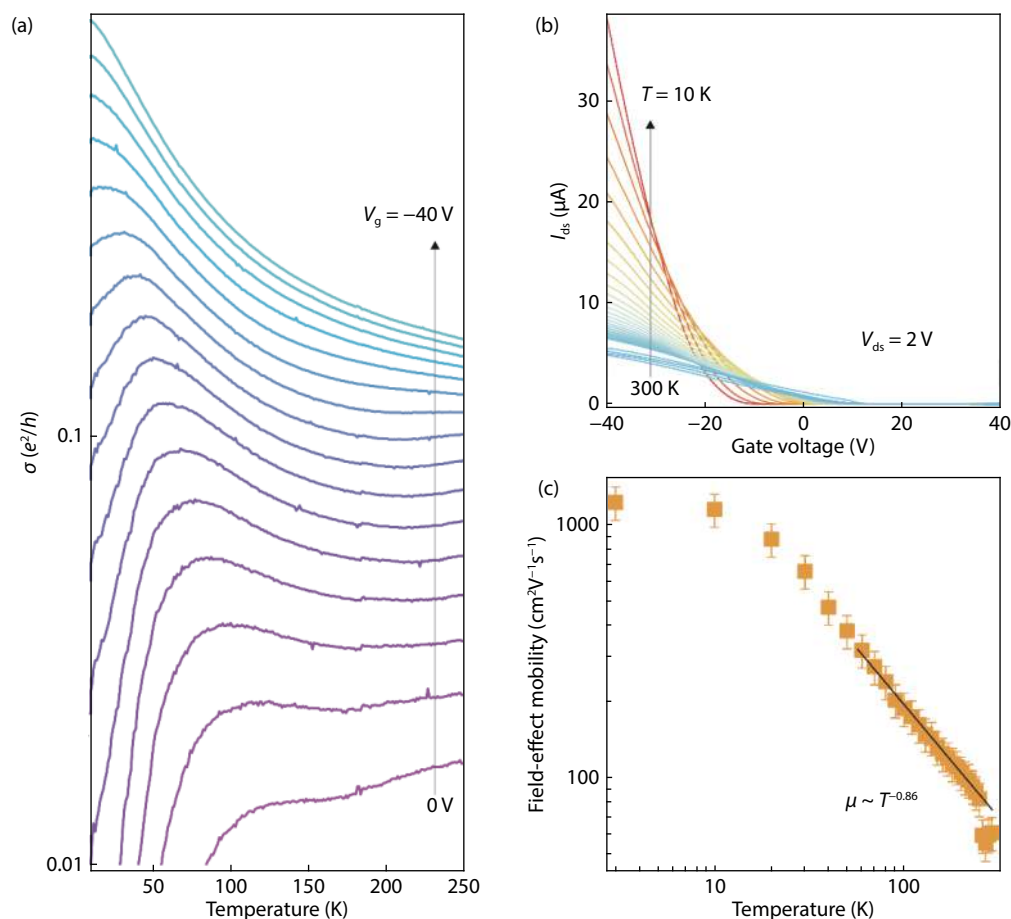 (a)
σ (e²/h)
0.1
0.01
V_g = −40 V
0 V
50
100
150
200
250
Temperature (K)
(b)
I_ds (μA)
30
20
10
0
T = 10 K
300 K
V_ds = 2 V
−40
−20
0
20
40
Gate voltage (V)
(c)
Field-effect mobility (cm²V⁻¹s⁻¹)
1000
100
μ ~ T⁻⁰·⁸⁶
10
100
Temperature (K)